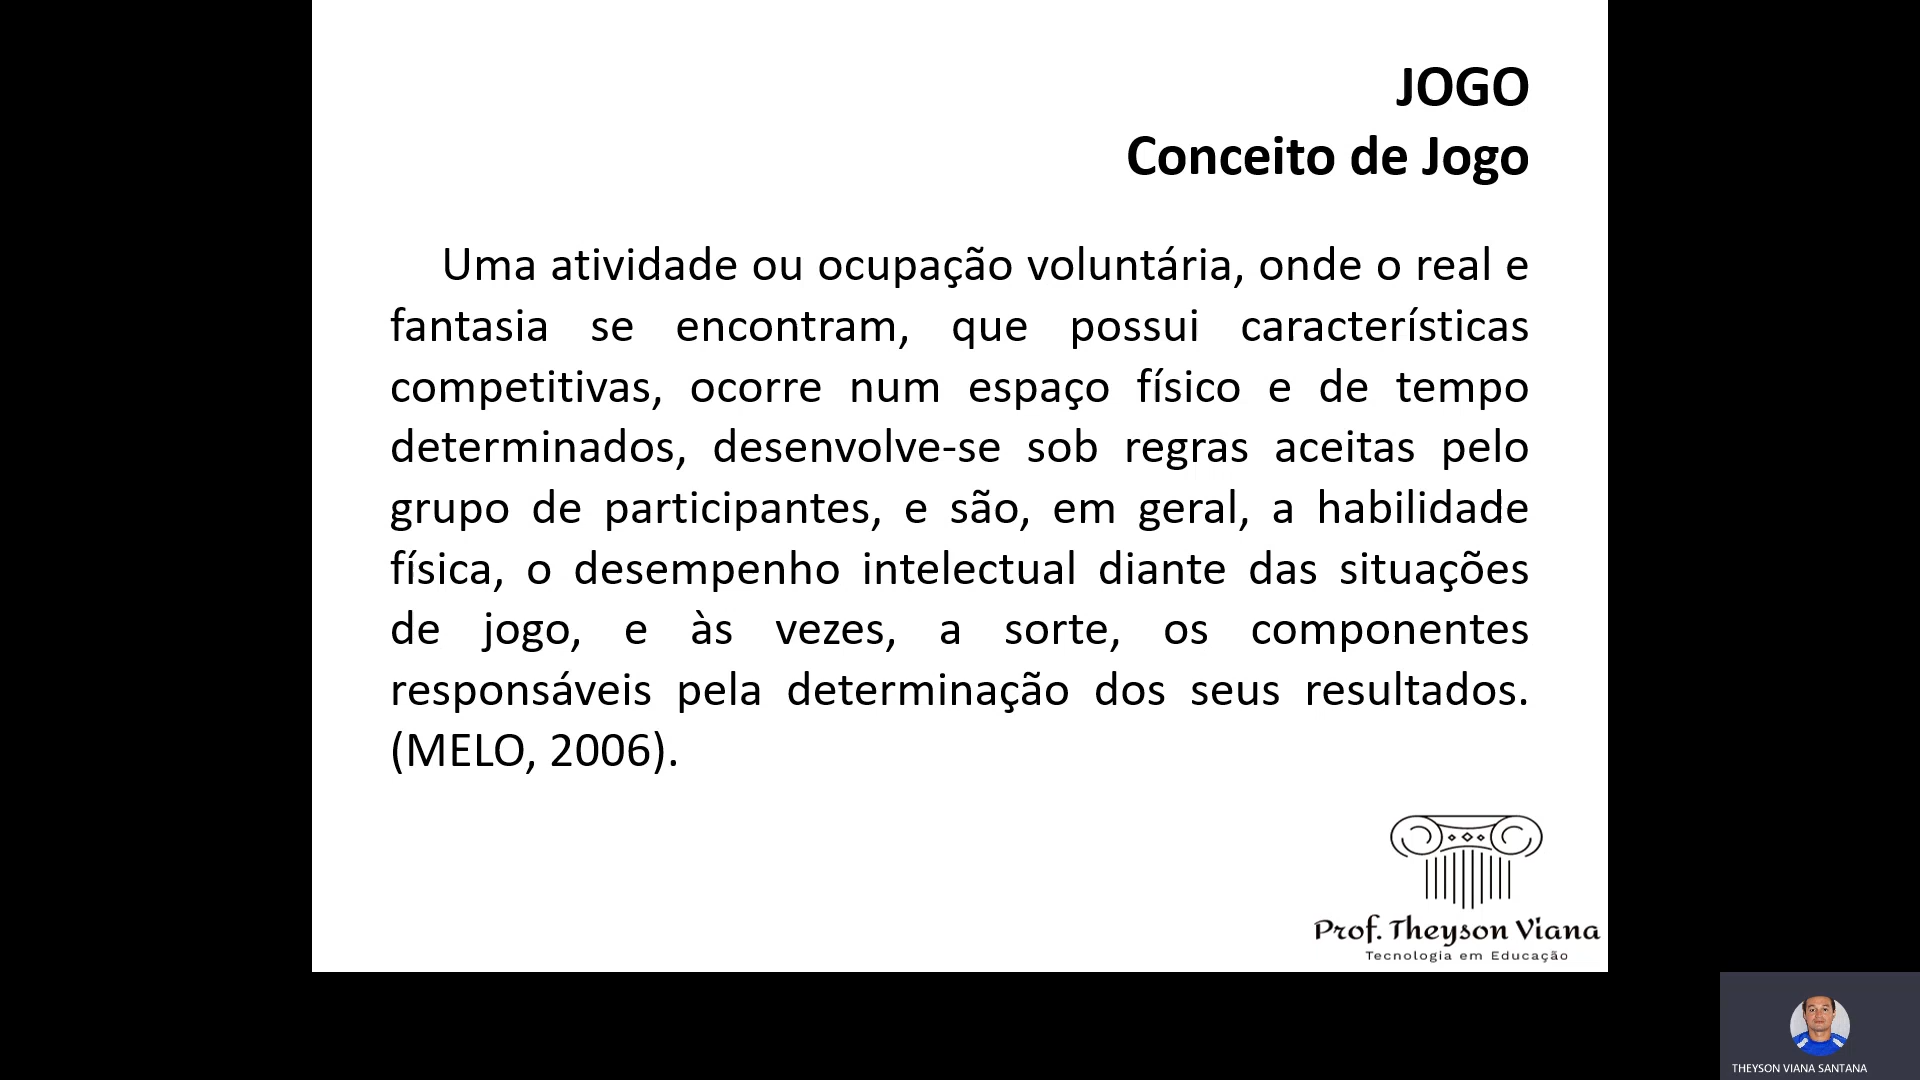 JOGO
Conceito de Jogo
Uma atividade ou ocupação voluntária, onde o real e
fantasia se encontram, que possui características
competitivas, ocorre num espaço físico e de tempo
determinados, desenvolve-se sob regras aceitas pelo
grupo de participantes, e são, em geral, a habilidade
física, o desempenho intelectual diante das situações
de jogo, e às vezes, a sorte, os componentes
responsáveis pela determinação dos seus resultados.
(MELO, 2006).
Prof. Theyson Viana
Tecnologia em Educação
THEYSON VIANA SANTANA